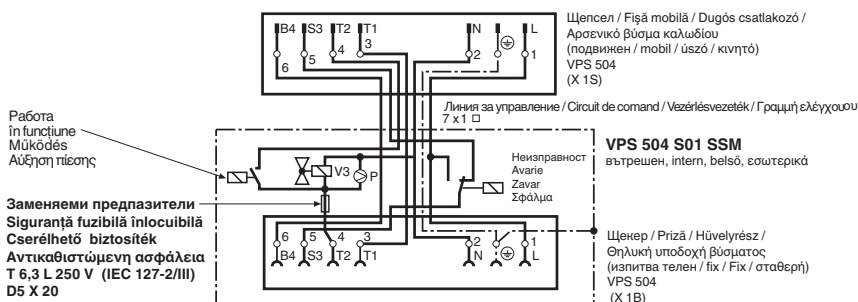 B4 S3 T2 T1 N L
6 5 4 3 2 1
Щепсел / Fişă mobilă / Dugós csatlakozó /
Αρσενικό βύσμα καλωδίου
(подвижен / mobil / úszó / κινητό)
VPS 504
(X 1S)
Линия за управление / Circuit de comand / Vezérlésvezeték / Γραμμή ελέγχουου
7 x 1 □
Работа
în funcţiune
Működés
Αύξηση πίεσης
VPS 504 S01 SSM
вътрешен, intern, belső, εσωτερικά
V3 P
Неизправност
Avarie
Zavar
Σφάλμα
Заменяеми предпазители
Siguranţă fuzibilă înlocuibilă
Cserélhető biztosíték
Αντικαθιστώμενη ασφάλεια
T 6,3 L 250 V (IEC 127-2/III)
D5 X 20
6 5 4 3 2 1
B4 S3 T2 T1 N L
Щекер / Priză / Hüvelyrész /
Θηλυκή υποδοχή βύσματος
(изпитва телен / fix / Fix / σταθερή)
VPS 504
(X 1B)